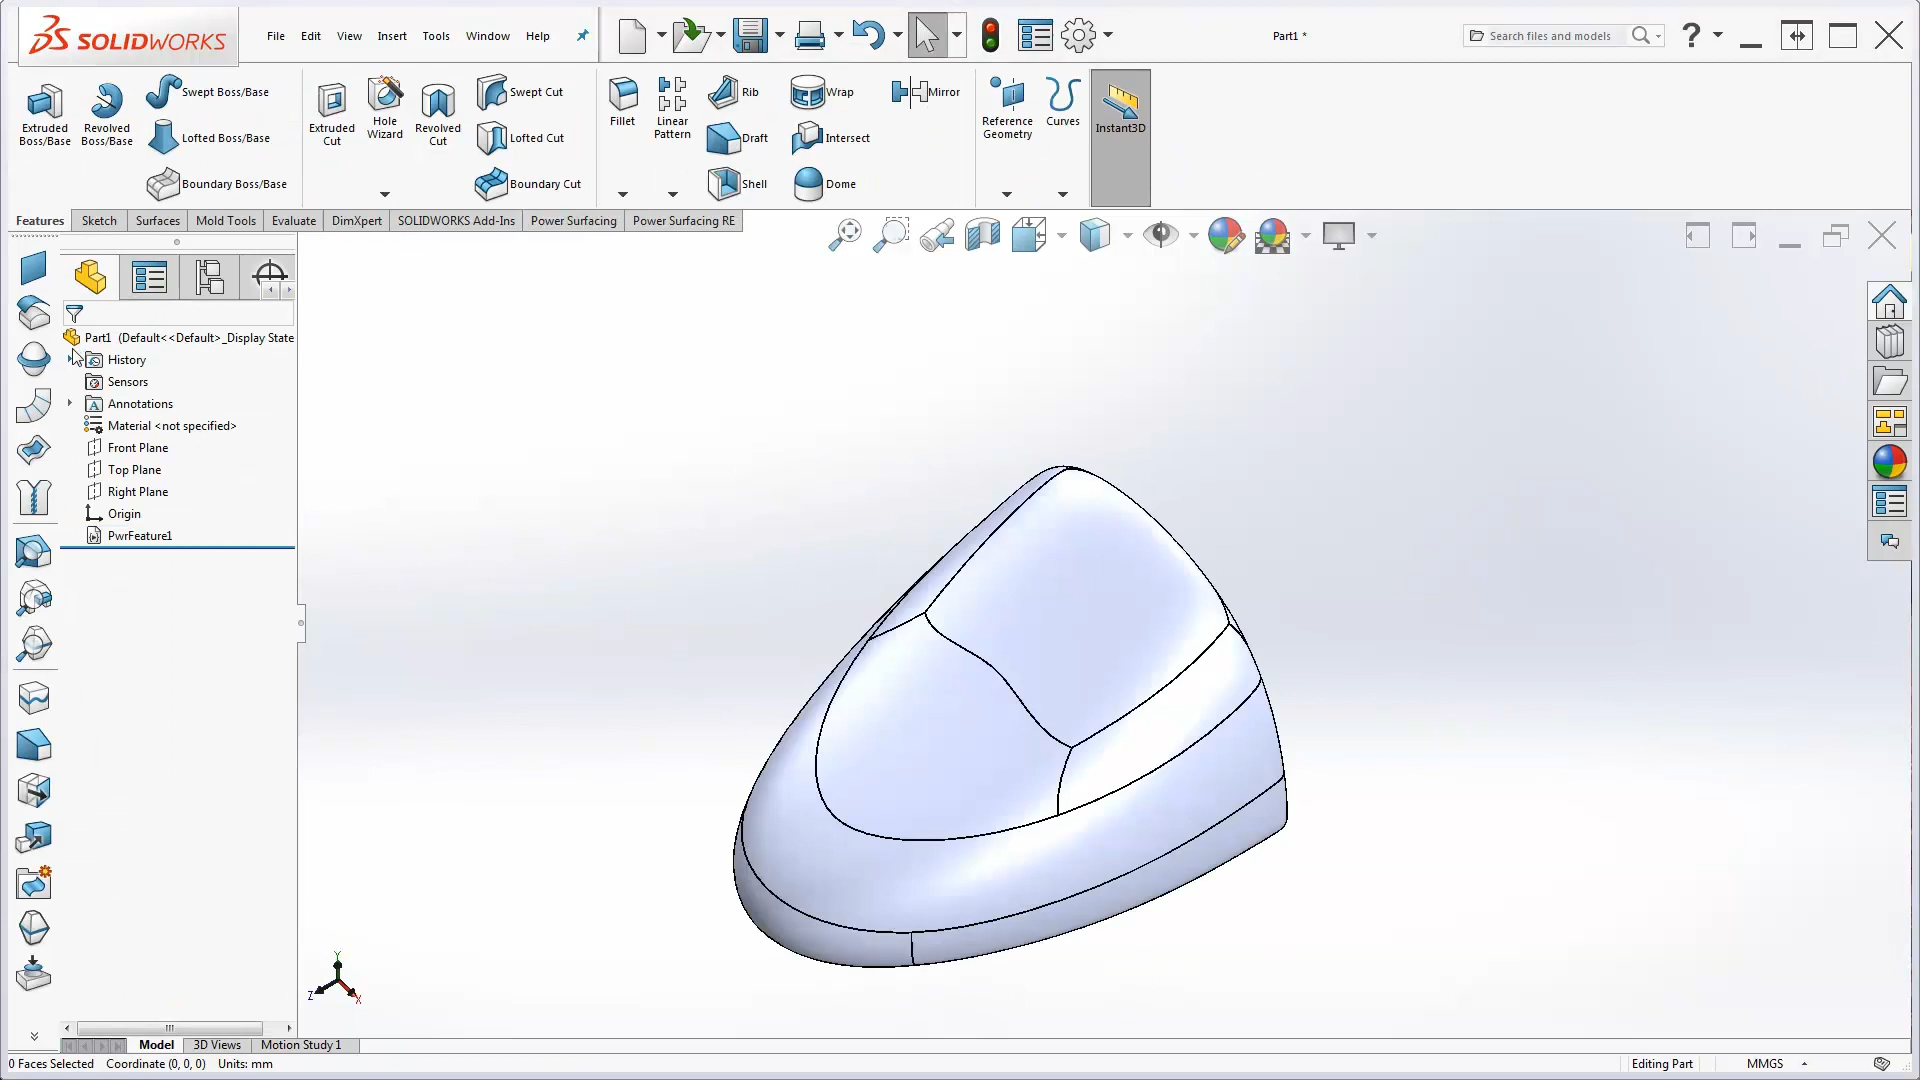 SOLIDWORKS
File Edit View Insert Tools Window Help
Part1 *
Search files and models
?
Extruded Boss/Base
Revolved Boss/Base
Swept Boss/Base
Lofted Boss/Base
Boundary Boss/Base
Extruded Cut
Hole Wizard
Revolved Cut
Swept Cut
Lofted Cut
Boundary Cut
Fillet
Linear Pattern
Rib
Draft
Shell
Wrap
Intersect
Dome
Mirror
Reference Geometry
Curves
Instant3D
Features Sketch Surfaces Mold Tools Evaluate DimXpert SOLIDWORKS Add-Ins Power Surfacing Power Surfacing RE
Part1 (Default<<Default>_Display State
History
Sensors
A Annotations
Material <not specified>
Front Plane
Top Plane
Right Plane
Origin
PwrFeature1
Y
Z
X
Model 3D Views Motion Study 1
0 Faces Selected Coordinate (0, 0, 0) Units: mm
Editing Part MMGS